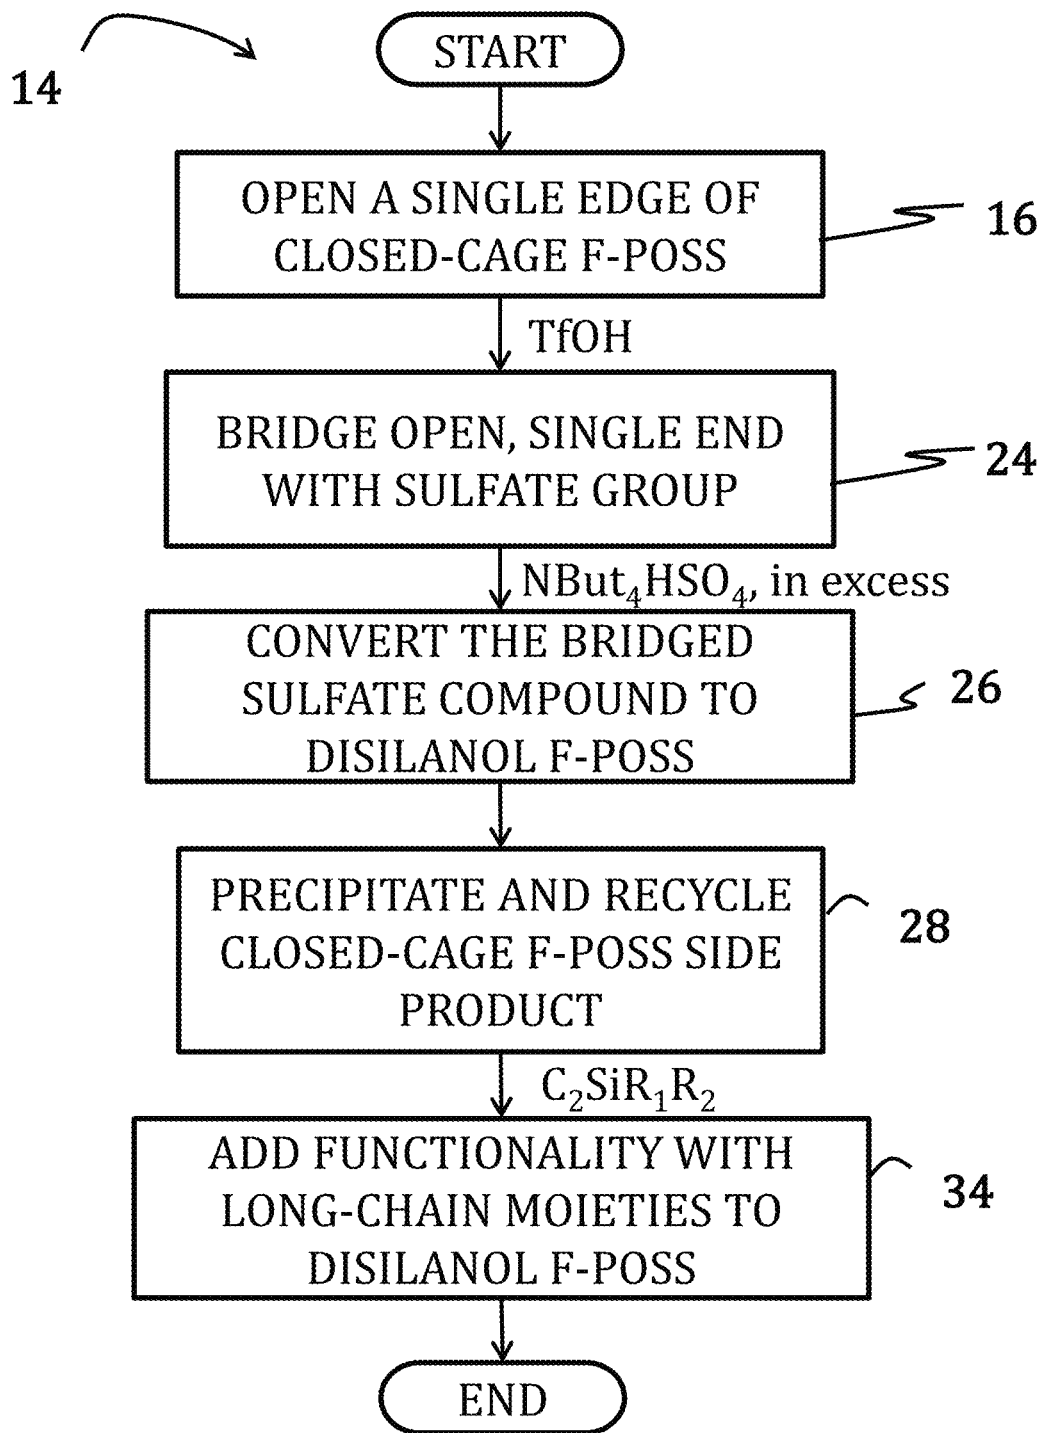 14
START
OPEN A SINGLE EDGE OF
CLOSED-CAGE F-POSS
16
TfOH
BRIDGE OPEN, SINGLE END
WITH SULFATE GROUP
24
NBut₄HSO₄, in excess
CONVERT THE BRIDGED
SULFATE COMPOUND TO
DISILANOL F-POSS
26
PRECIPITATE AND RECYCLE
CLOSED-CAGE F-POSS SIDE
PRODUCT
28
C₂SiR₁R₂
ADD FUNCTIONALITY WITH
LONG-CHAIN MOIETIES TO
DISILANOL F-POSS
34
END